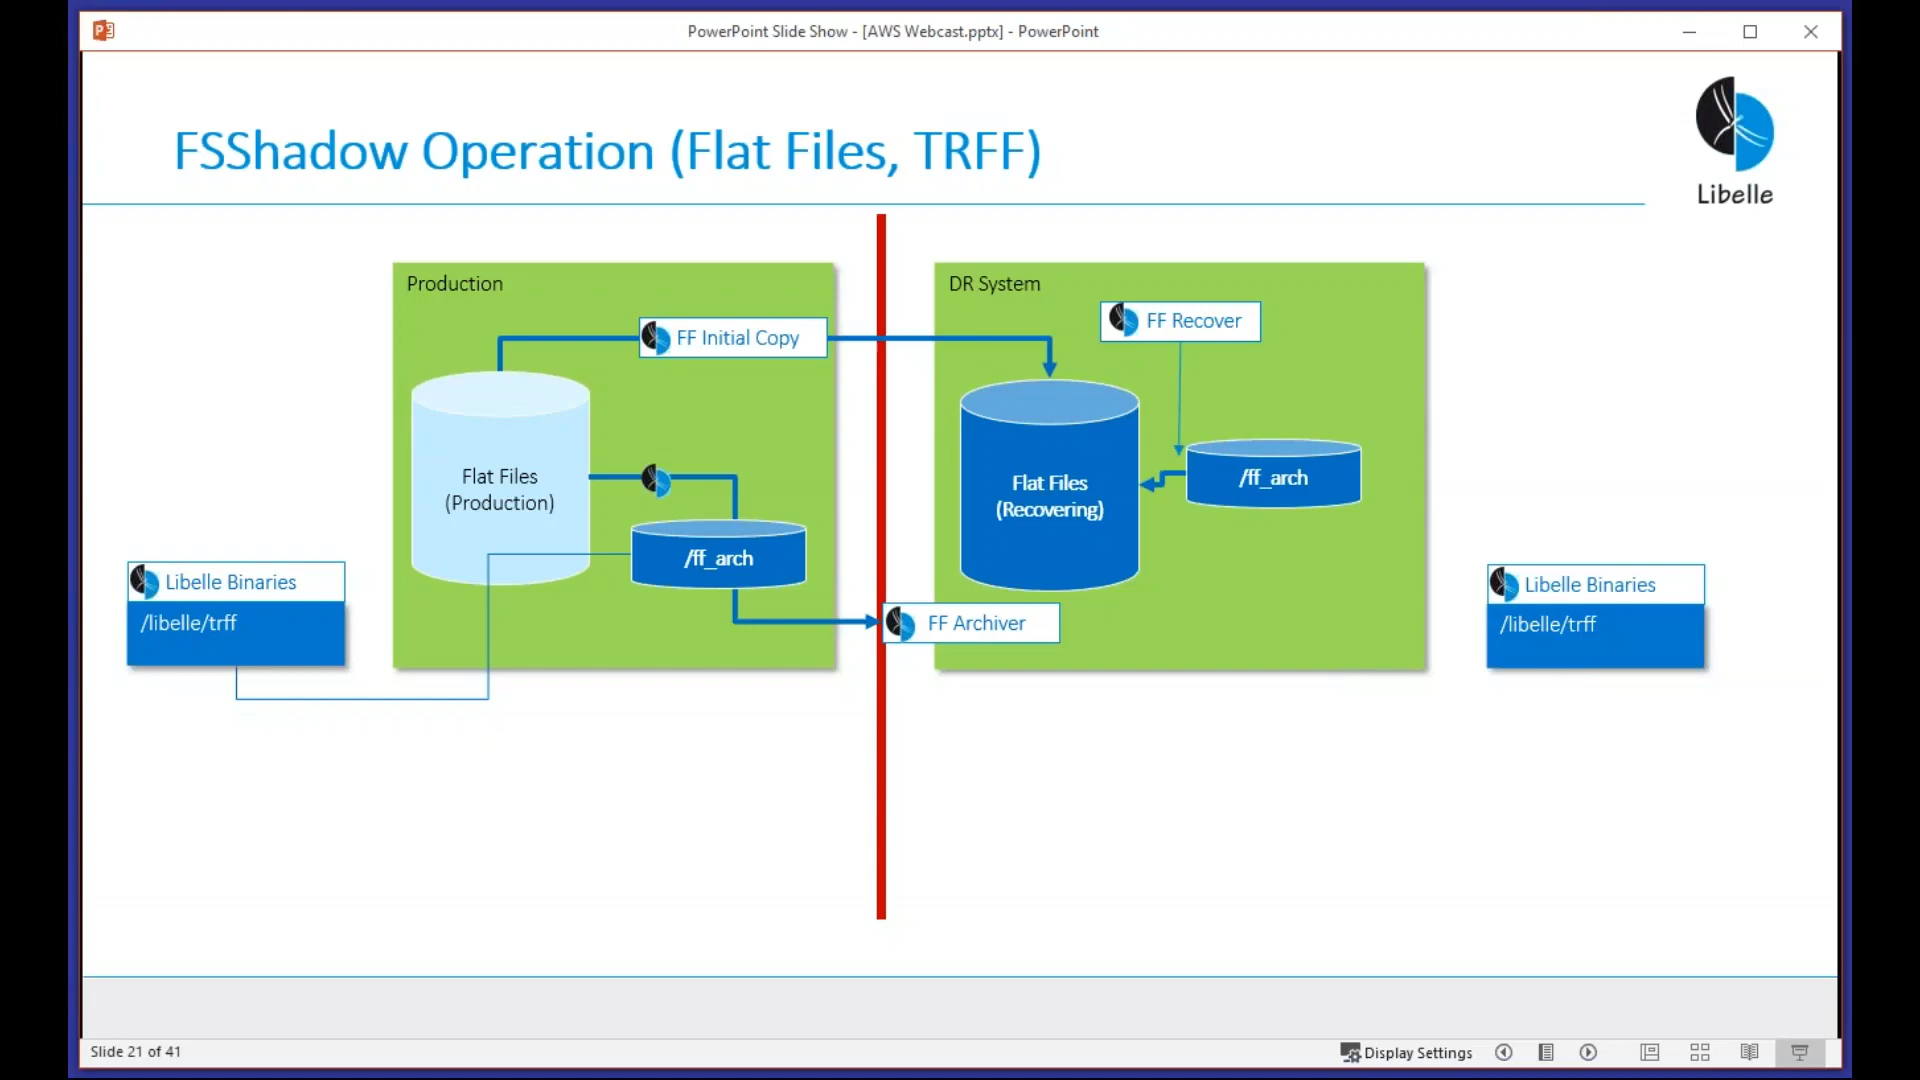 PowerPoint Slide Show - [AWS Webcast.pptx] - PowerPoint
FSShadow Operation (Flat Files, TRFF)
Libelle
Production
DR System
FF Initial Copy
FF Recover
Flat Files
(Production)
/ff_arch
Flat Files
(Recovering)
/ff_arch
Libelle Binaries
/libelle/trff
FF Archiver
Libelle Binaries
/libelle/trff
Slide 21 of 41
Display Settings